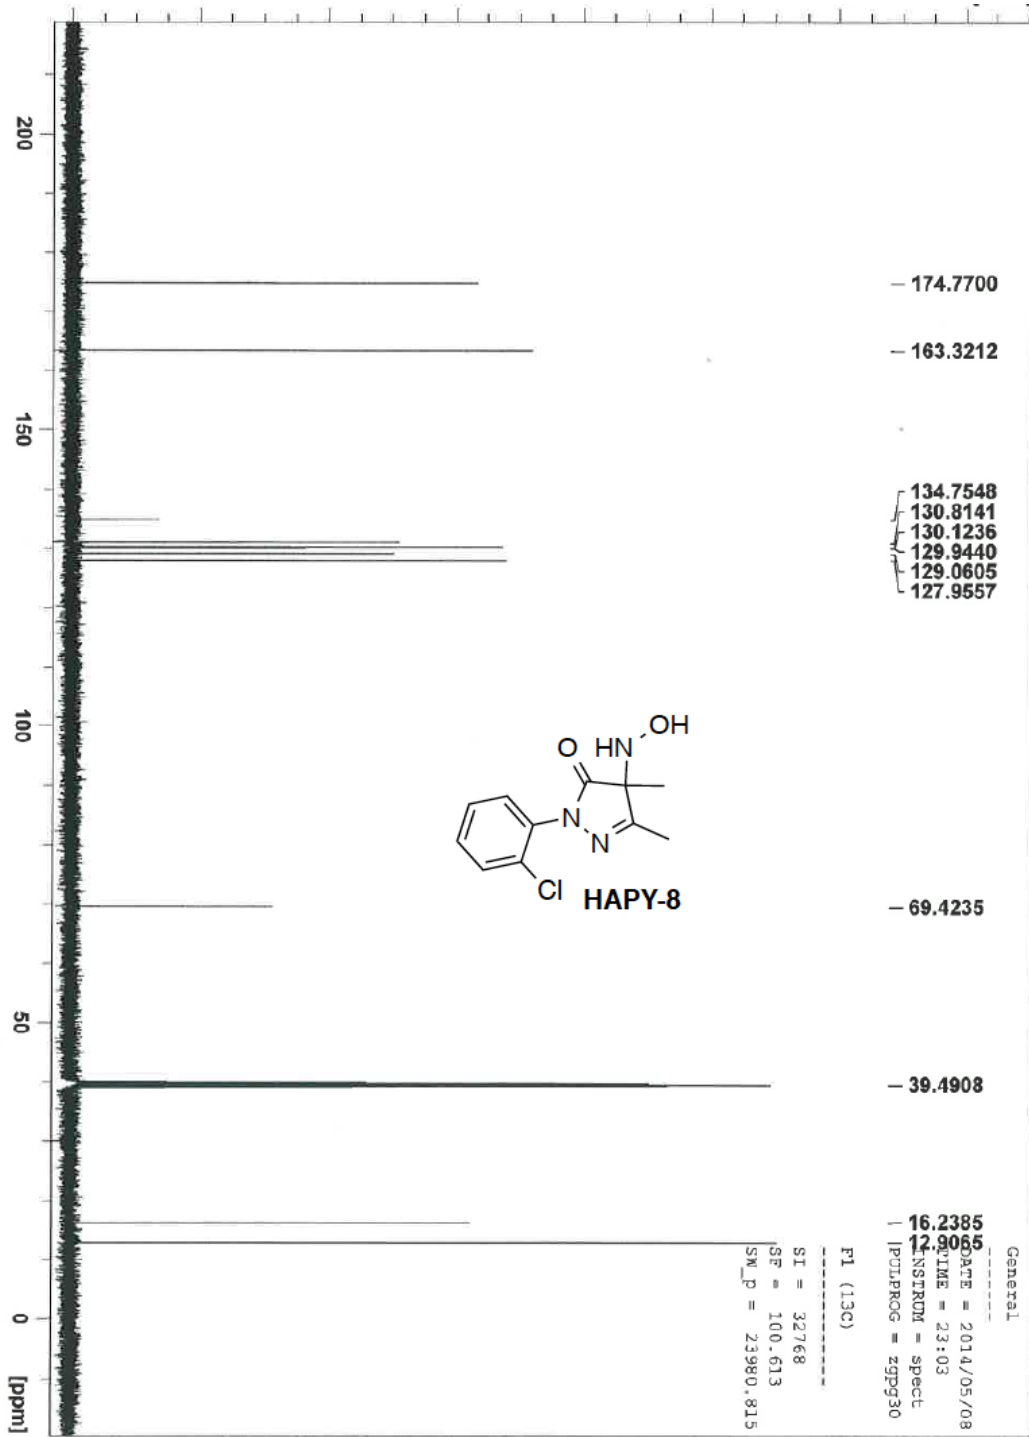 General
-------
DATE = 2014/05/08
TIME = 23:03
INSTRUM = spect
PULPROG = zgpg30
F1 (13C)
-----------
SI = 32768
SF = 100.613
SW_p = 23980.815
174.7700
163.3212
134.7548
130.8141
130.1236
129.9440
129.0605
127.9557
69.4235
39.4908
16.2385
12.9065
O
HN
OH
N
N
Cl
HAPY-8
200
150
100
50
0
[ppm]